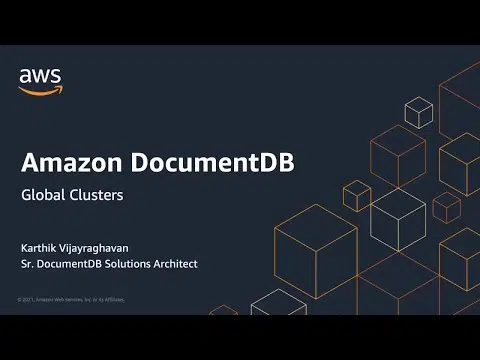 aws
Amazon DocumentDB
Global Clusters
Karthik Vijayraghavan
Sr. DocumentDB Solutions Architect
© 2021, Amazon Web Services, Inc. or its Affiliates.